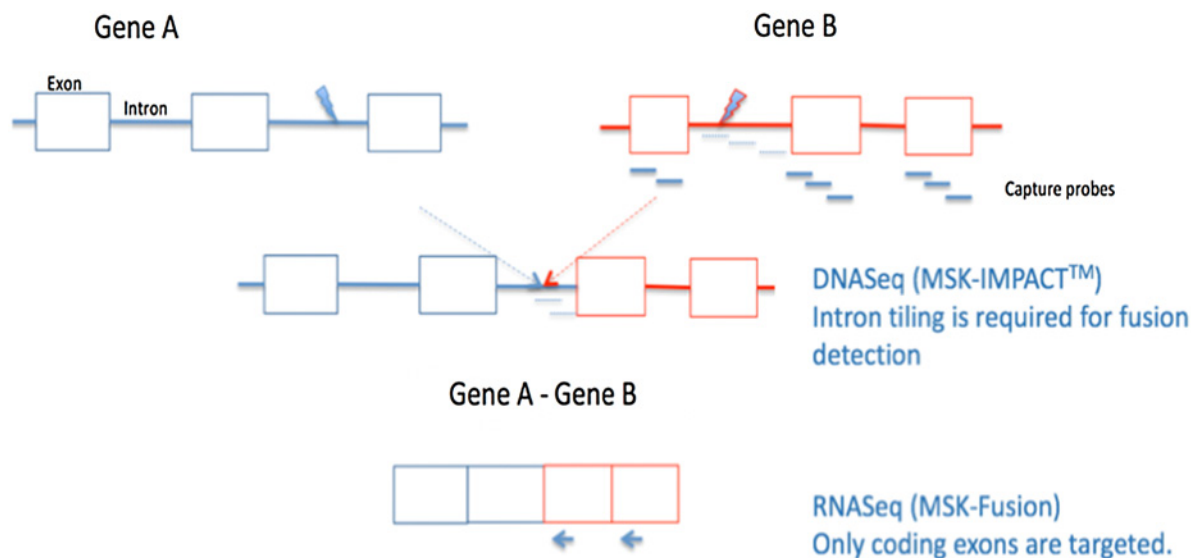 Gene A
Gene B
Exon
Intron
Capture probes
DNASeq (MSK-IMPACT™)
Intron tiling is required for fusion
detection
Gene A - Gene B
RNASeq (MSK-Fusion)
Only coding exons are targeted.